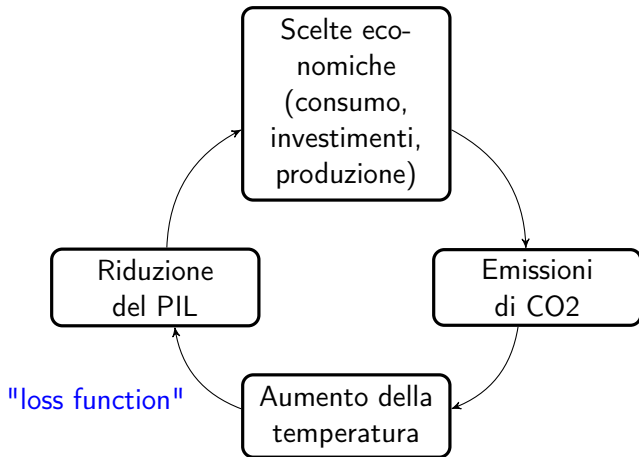 Scelte eco-
nomiche
(consumo,
investimenti,
produzione)
Riduzione
del PIL
Emissioni
di CO2
"loss function"
Aumento della
temperatura